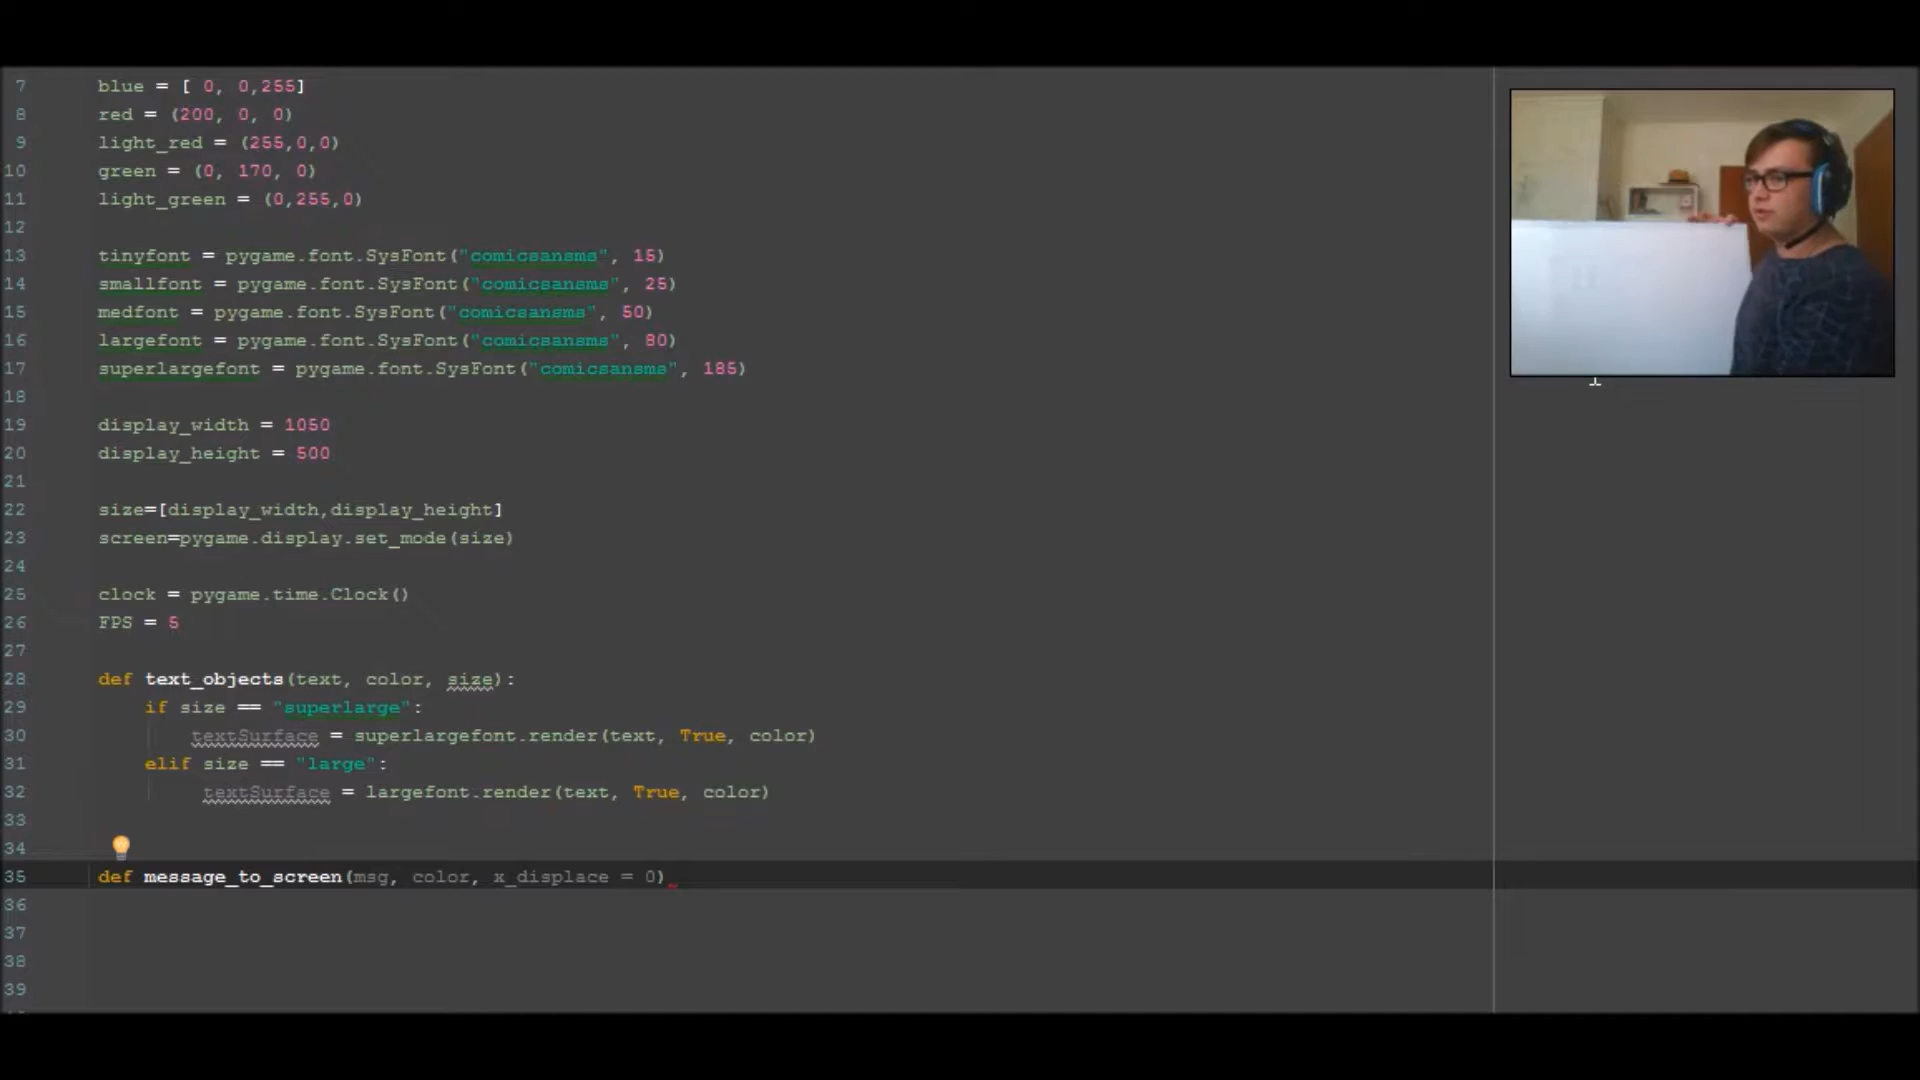 7 blue = [ 0, 0,255]
8 red = (200, 0, 0)
9 light_red = (255,0,0)
10 green = (0, 170, 0)
11 light_green = (0,255,0)
12
13 tinyfont = pygame.font.SysFont("comicsansms", 15)
14 smallfont = pygame.font.SysFont("comicsansms", 25)
15 medfont = pygame.font.SysFont("comicsansms", 50)
16 largefont = pygame.font.SysFont("comicsansms", 80)
17 superlargefont = pygame.font.SysFont("comicsansms", 185)
18
19 display_width = 1050
20 display_height = 500
21
22 size=[display_width,display_height]
23 screen=pygame.display.set_mode(size)
24
25 clock = pygame.time.Clock()
26 FPS = 5
27
28 def text_objects(text, color, size):
29 if size == "superlarge":
30 textSurface = superlargefont.render(text, True, color)
31 elif size == "large":
32 textSurface = largefont.render(text, True, color)
33
34
35 def message_to_screen(msg, color, x_displace = 0)
36
37
38
39